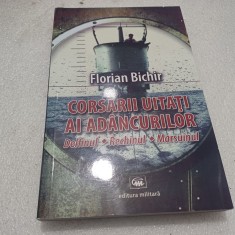 Florian Bichir
CORSARII UITAȚI
AI ADÂNCURILOR
Delfinul • Rechinul • Marsuinul
editura militară